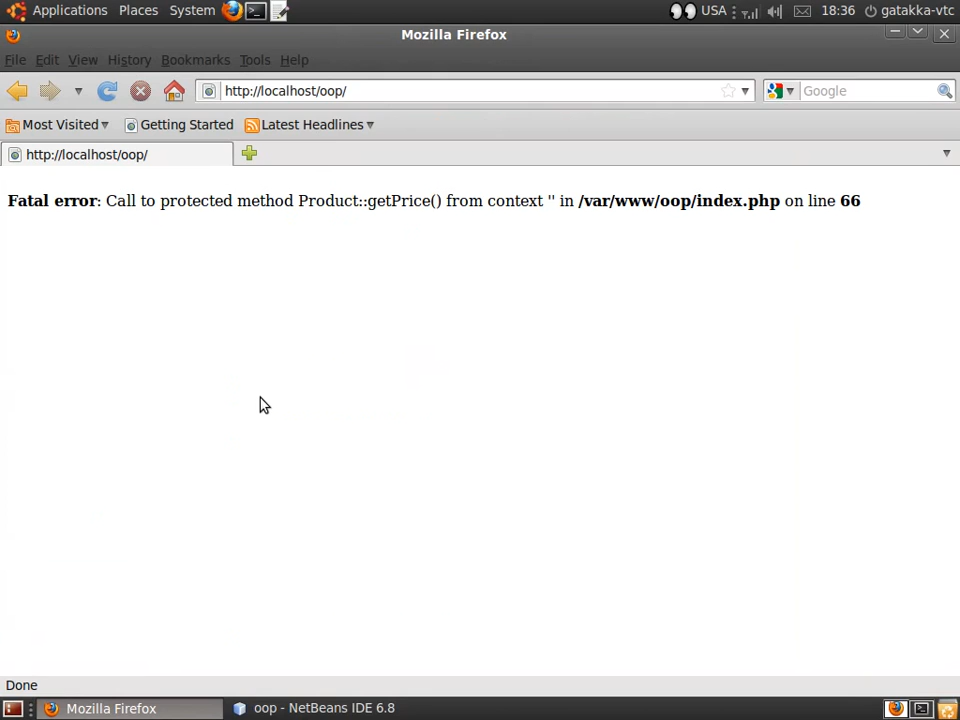 Applications Places System USA 18:36 gatakka-vtc
Mozilla Firefox
File Edit View History Bookmarks Tools Help
http://localhost/oop/ Google
Most Visited Getting Started Latest Headlines
http://localhost/oop/
Fatal error: Call to protected method Product::getPrice() from context '' in /var/www/oop/index.php on line 66
Done
Mozilla Firefox oop - NetBeans IDE 6.8